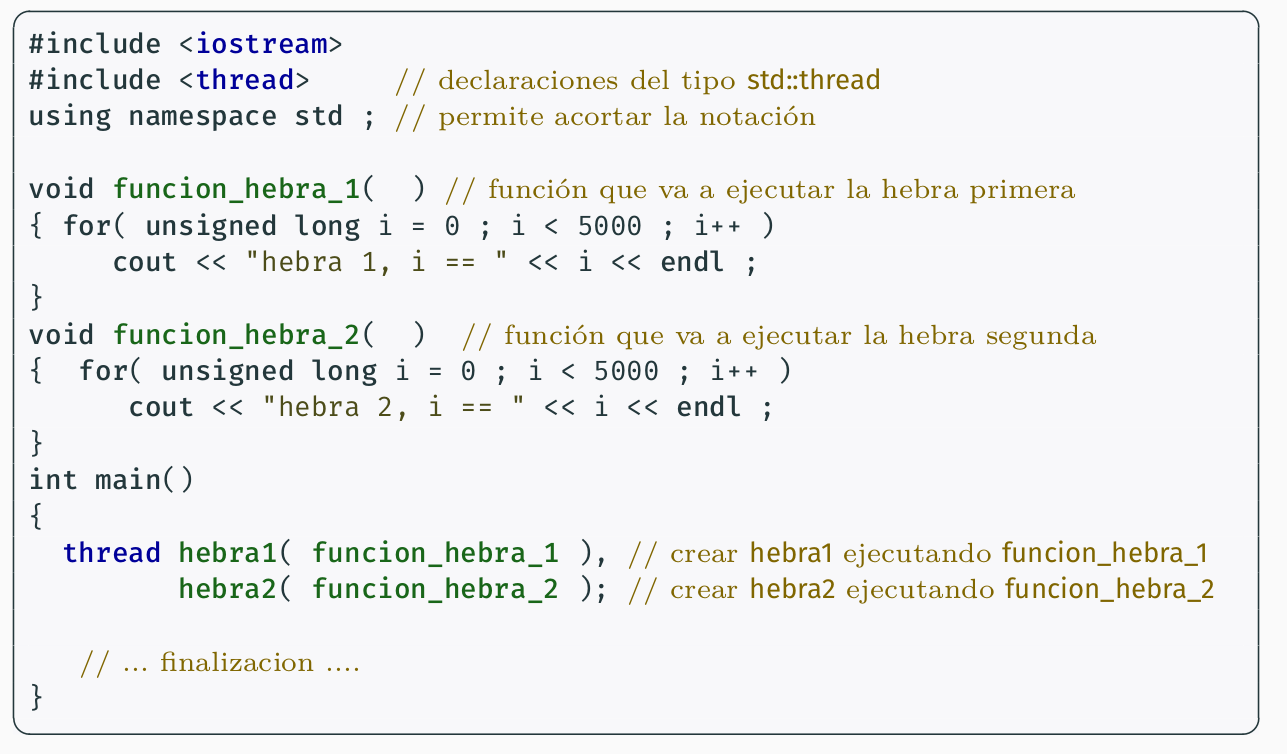 #include <iostream>
#include <thread>     // declaraciones del tipo std::thread
using namespace std ; // permite acortar la notación

void funcion_hebra_1(  ) // función que va a ejecutar la hebra primera
{ for( unsigned long i = 0 ; i < 5000 ; i++ )
     cout << "hebra 1, i == " << i << endl ;
}
void funcion_hebra_2(  )  // función que va a ejecutar la hebra segunda
{  for( unsigned long i = 0 ; i < 5000 ; i++ )
      cout << "hebra 2, i == " << i << endl ;
}
int main()
{
  thread hebra1( funcion_hebra_1 ), // crear hebra1 ejecutando funcion_hebra_1
         hebra2( funcion_hebra_2 ); // crear hebra2 ejecutando funcion_hebra_2

   // ... finalizacion ....
}